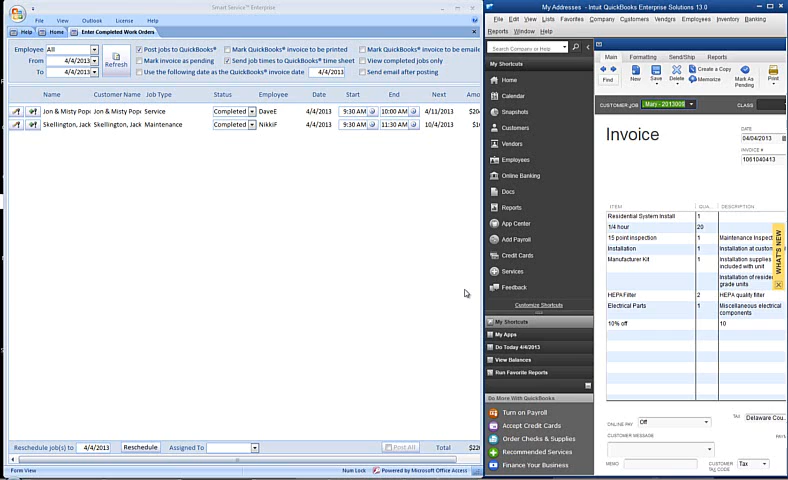 Smart Service™ Enterprise
File View Outlook License Help
Help Home Enter Completed Work Orders
Employee All
From 4/4/2013
To 4/4/2013
Refresh
Post jobs to QuickBooks® Mark QuickBooks® invoice to be printed Mark QuickBooks® invoice to be emaile
Mark invoice as pending Send job times to QuickBooks® time sheet View completed jobs only
Use the following date as the QuickBooks® invoice date 4/4/2013 Send email after posting
Name Customer Name Job Type Status Employee Date Start End Next Amo
Jon & Misty Pop Jon & Misty Pop Service Completed DaveE 4/4/2013 9:30 AM 10:00 AM 4/11/2013 $20
Skellington, Jack Skellington, Jack Maintenance Completed NikkiF 4/4/2013 9:30 AM 11:30 AM 10/4/2013 $1
Reschedule job(s) to 4/4/2013 Reschedule Assigned To Post All Total $22
Form View Num Lock Powered by Microsoft Office Access
My Addresses - Intuit QuickBooks Enterprise Solutions 13.0
File Edit View Lists Favorites Company Customers Vendors Employees Inventory Banking
Reports Window Help
Search Company or Help
My Shortcuts
Home
Calendar
Snapshots
Customers
Vendors
Employees
Online Banking
Docs
Reports
App Center
Add Payroll
Credit Cards
Services
Feedback
Customize Shortcuts
My Shortcuts
My Apps
Do Today 4/4/2013
View Balances
Run Favorite Reports
Do More With QuickBooks
Turn on Payroll
Accept Credit Cards
Order Checks & Supplies
Recommended Services
Finance Your Business
Main Formatting Send/Ship Reports
Find New Save Delete Create a Copy Memorize Mark As Pending Print
CUSTOMER:JOB Mary - 2013008 CLASS
Invoice
DATE
04/04/2013
INVOICE #
1061040413
ITEM QUA... DESCRIPTION
Residential System Install 1
1/4 hour 20
15 point inspection 1 Maintenance Inspect
Installation 1 Installation at custom
Manufacturer Kit 1 Installation supplies
included with unit
Installation of reside
grade units
HEPA Filter 2 HEPA quality filter
Electrical Parts 1 Miscellaneous electrical
components
10% off 10
WHAT'S NEW
ONLINE PAY Off TAX Delaware Cou..
CUSTOMER MESSAGE PAYM
MEMO CUSTOMER TAX CODE Tax